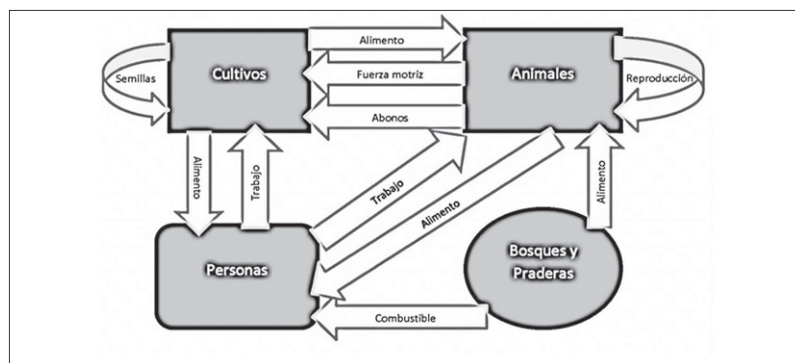 Alimento
Semillas
Cultivos
Fuerza motriz
Animales
Reproducción
Abonos
Alimento
Trabajo
Trabajo
Alimento
Alimento
Personas
Bosques y
Praderas
Combustible